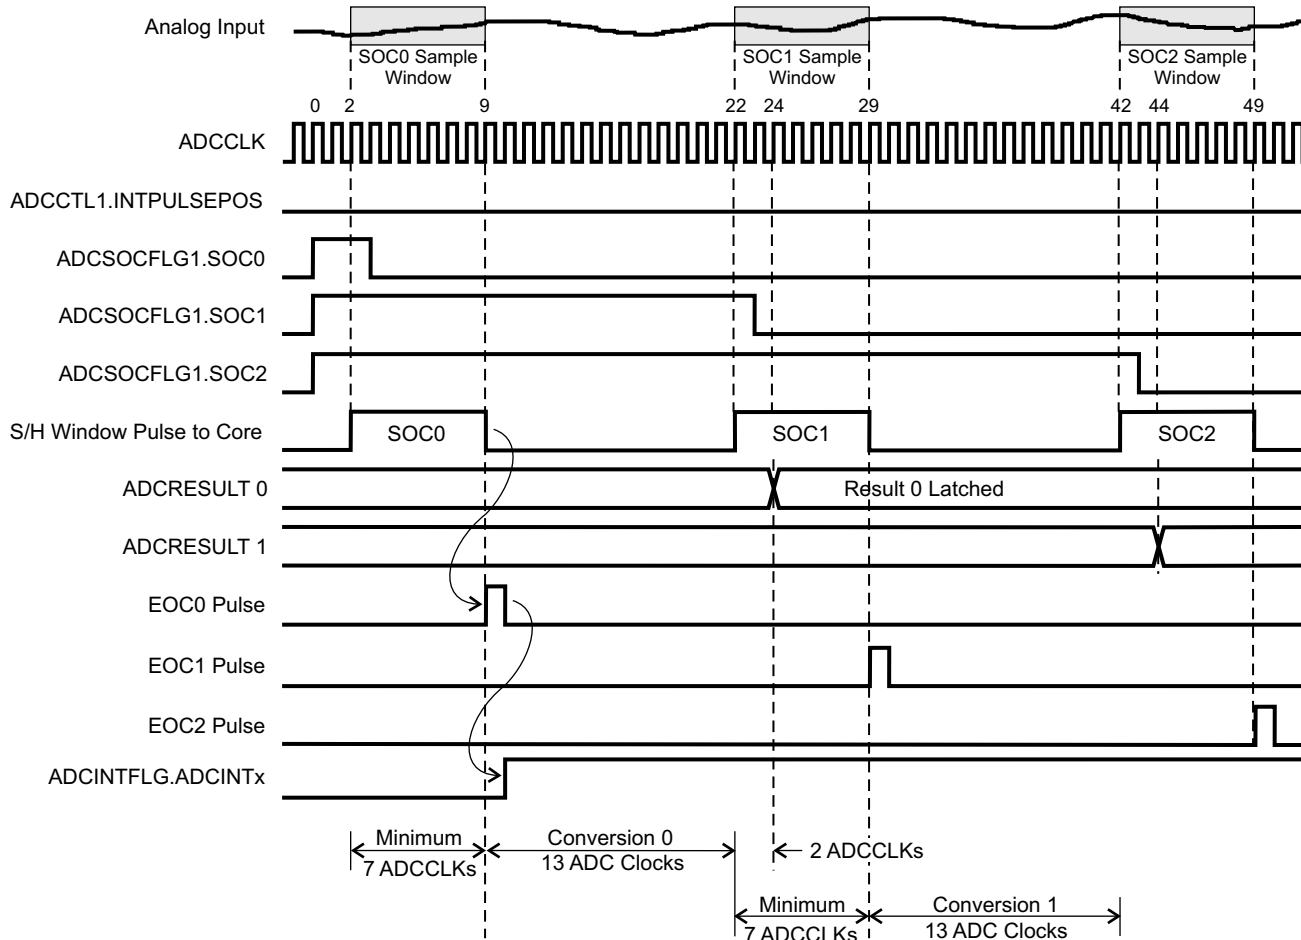 Analog Input
SOC0 Sample
Window
SOC1 Sample
Window
SOC2 Sample
Window
0 2 9 22 24 29 42 44 49
ADCCLK
ADCCTL1.INTPULSEPOS
ADCSOCFLG1.SOC0
ADCSOCFLG1.SOC1
ADCSOCFLG1.SOC2
S/H Window Pulse to Core SOC0 SOC1 SOC2
ADCRESULT 0 Result 0 Latched
ADCRESULT 1
EOC0 Pulse
EOC1 Pulse
EOC2 Pulse
ADCINTFLG.ADCINTx
Minimum
7 ADCCLKs
Conversion 0
13 ADC Clocks
2 ADCCLKs
Minimum
7 ADCCLKs
Conversion 1
13 ADC Clocks